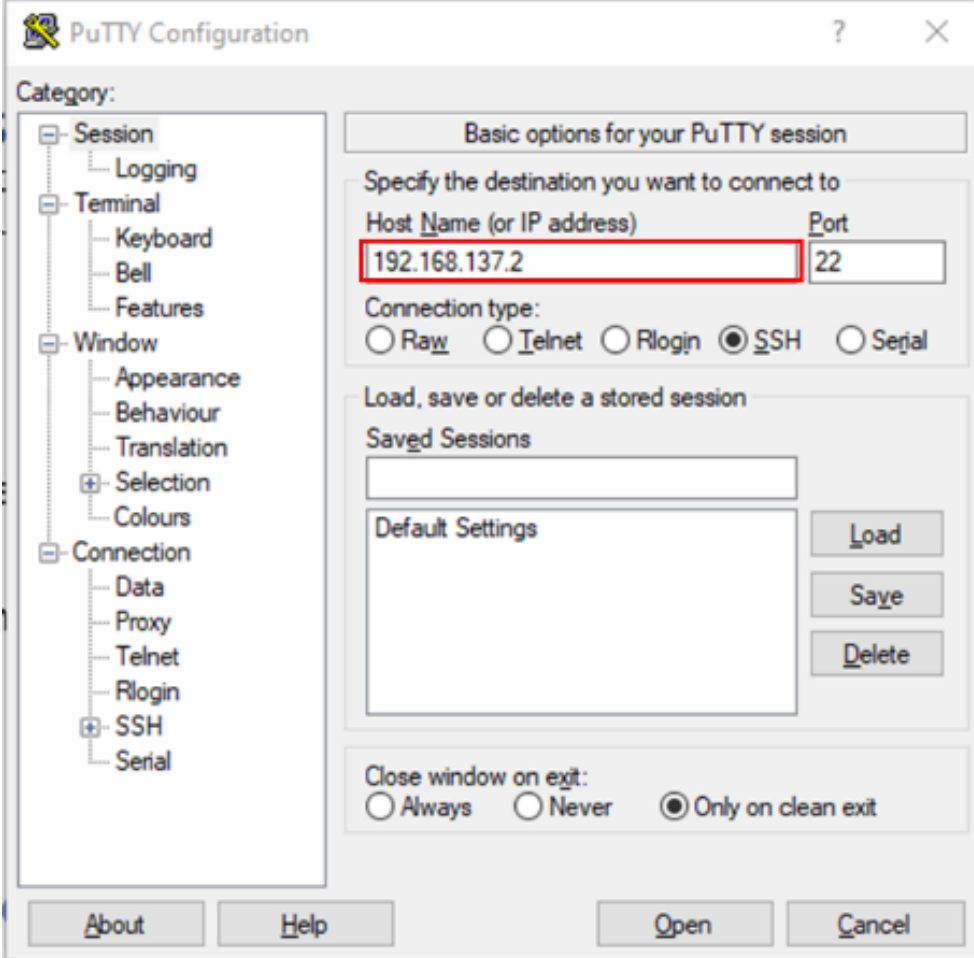 PuTTY Configuration
?
Category:
Session
Logging
Terminal
Keyboard
Bell
Features
Window
Appearance
Behaviour
Translation
Selection
Colours
Connection
Data
Proxy
Telnet
Rlogin
SSH
Serial
Basic options for your PuTTY session
Specify the destination you want to connect to
Host Name (or IP address) Port
192.168.137.2 22
Connection type:
Raw Telnet Rlogin SSH Serial
Load, save or delete a stored session
Saved Sessions
Default Settings
Load
Save
Delete
Close window on exit:
Always Never Only on clean exit
About Help Open Cancel